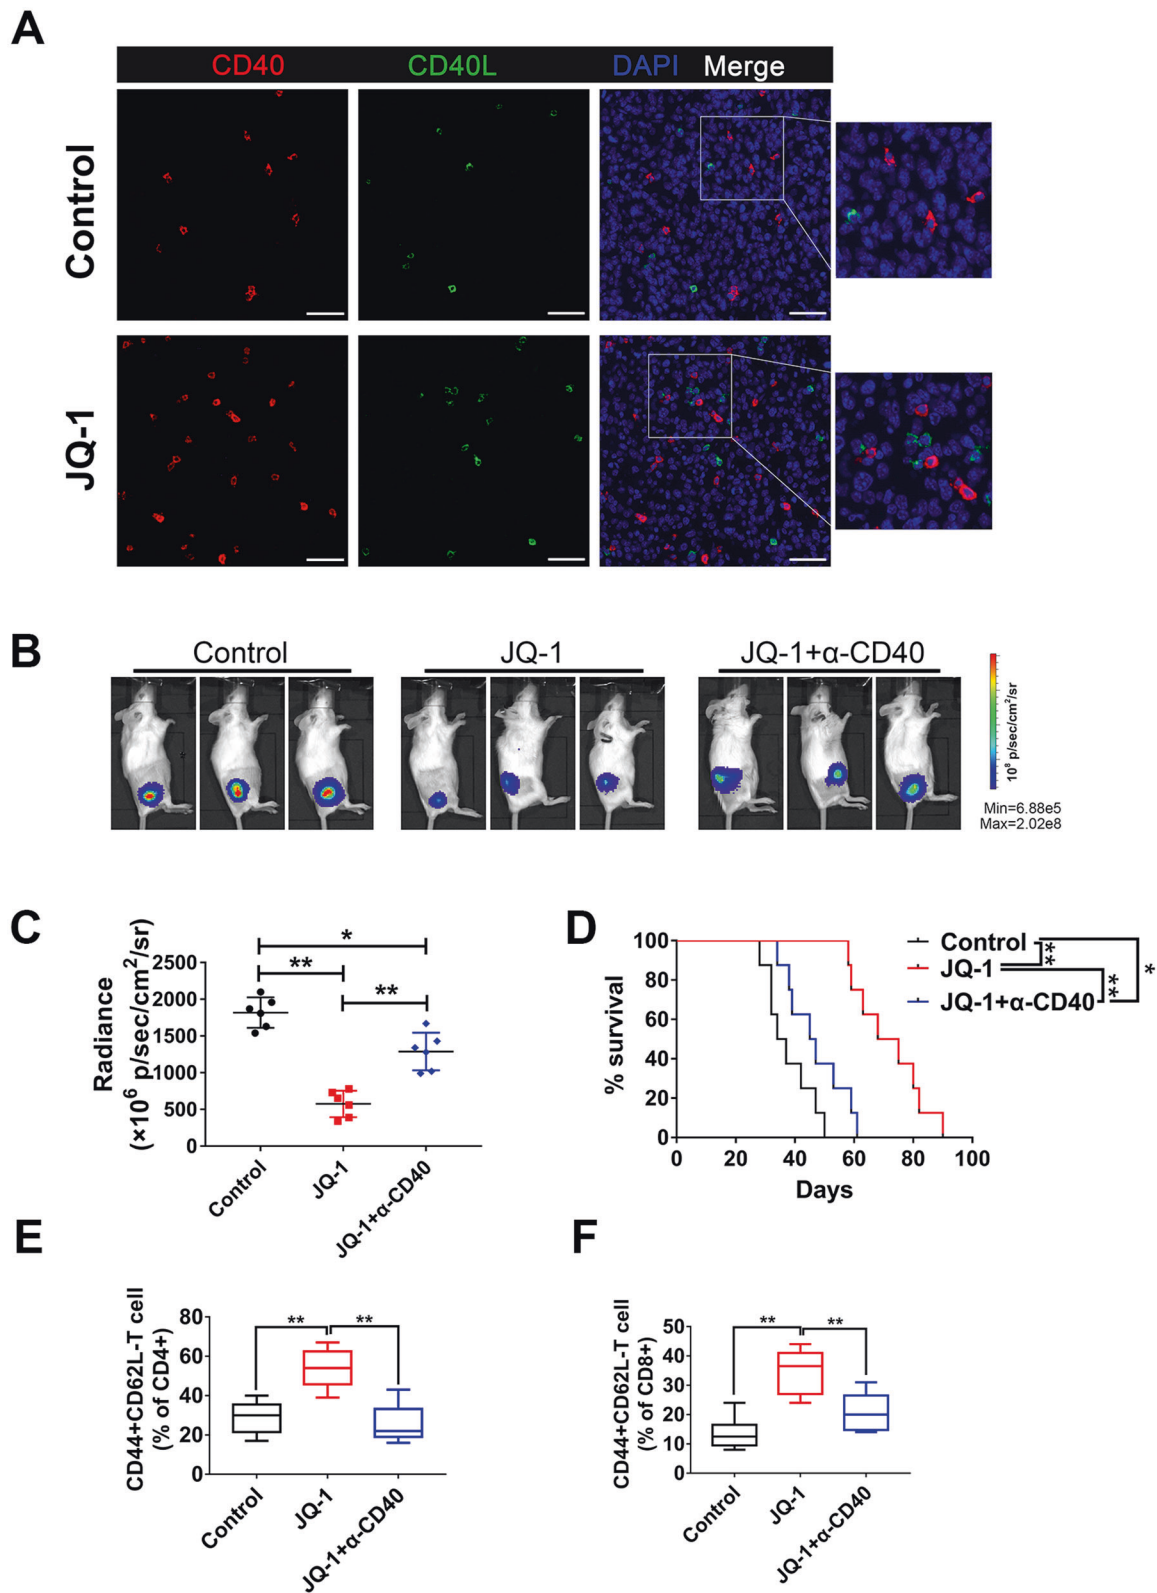 A
CD40 CD40L DAPI Merge
Control
JQ-1
B
Control JQ-1 JQ-1+α-CD40
10⁸ p/sec/cm²/sr
Min=6.88e5
Max=2.02e8
C
Radiance
(×10⁶ p/sec/cm²/sr)
2500
2000
1500
1000
500
0
*
**
**
Control
JQ-1
JQ-1+α-CD40
D
% survival
100
80
60
40
20
0
0 20 40 60 80 100
Days
Control
JQ-1
JQ-1+α-CD40
**
**
*
E
CD44+CD62L-T cell
(% of CD4+)
80
60
40
20
0
** **
Control
JQ-1
JQ-1+α-CD40
F
CD44+CD62L-T cell
(% of CD8+)
50
40
30
20
10
0
** **
Control
JQ-1
JQ-1+α-CD40